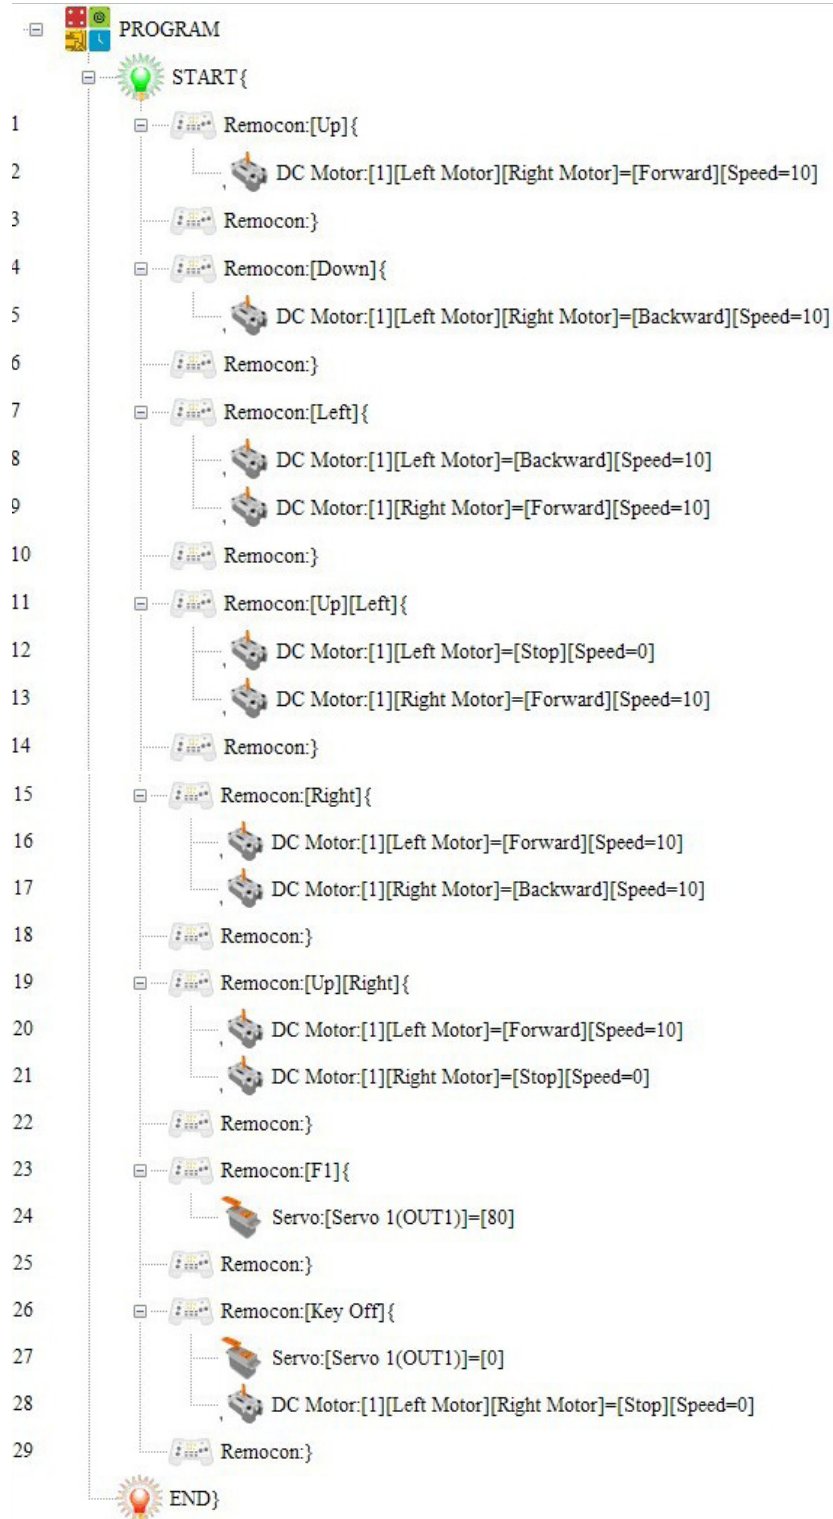 PROGRAM
START{
1 Remocon:[Up]{
2 DC Motor:[1][Left Motor][Right Motor]=[Forward][Speed=10]
3 Remocon:}
4 Remocon:[Down]{
5 DC Motor:[1][Left Motor][Right Motor]=[Backward][Speed=10]
6 Remocon:}
7 Remocon:[Left]{
8 DC Motor:[1][Left Motor]=[Backward][Speed=10]
9 DC Motor:[1][Right Motor]=[Forward][Speed=10]
10 Remocon:}
11 Remocon:[Up][Left]{
12 DC Motor:[1][Left Motor]=[Stop][Speed=0]
13 DC Motor:[1][Right Motor]=[Forward][Speed=10]
14 Remocon:}
15 Remocon:[Right]{
16 DC Motor:[1][Left Motor]=[Forward][Speed=10]
17 DC Motor:[1][Right Motor]=[Backward][Speed=10]
18 Remocon:}
19 Remocon:[Up][Right]{
20 DC Motor:[1][Left Motor]=[Forward][Speed=10]
21 DC Motor:[1][Right Motor]=[Stop][Speed=0]
22 Remocon:}
23 Remocon:[F1]{
24 Servo:[Servo 1(OUT1)]=[80]
25 Remocon:}
26 Remocon:[Key Off]{
27 Servo:[Servo 1(OUT1)]=[0]
28 DC Motor:[1][Left Motor][Right Motor]=[Stop][Speed=0]
29 Remocon:}
END}